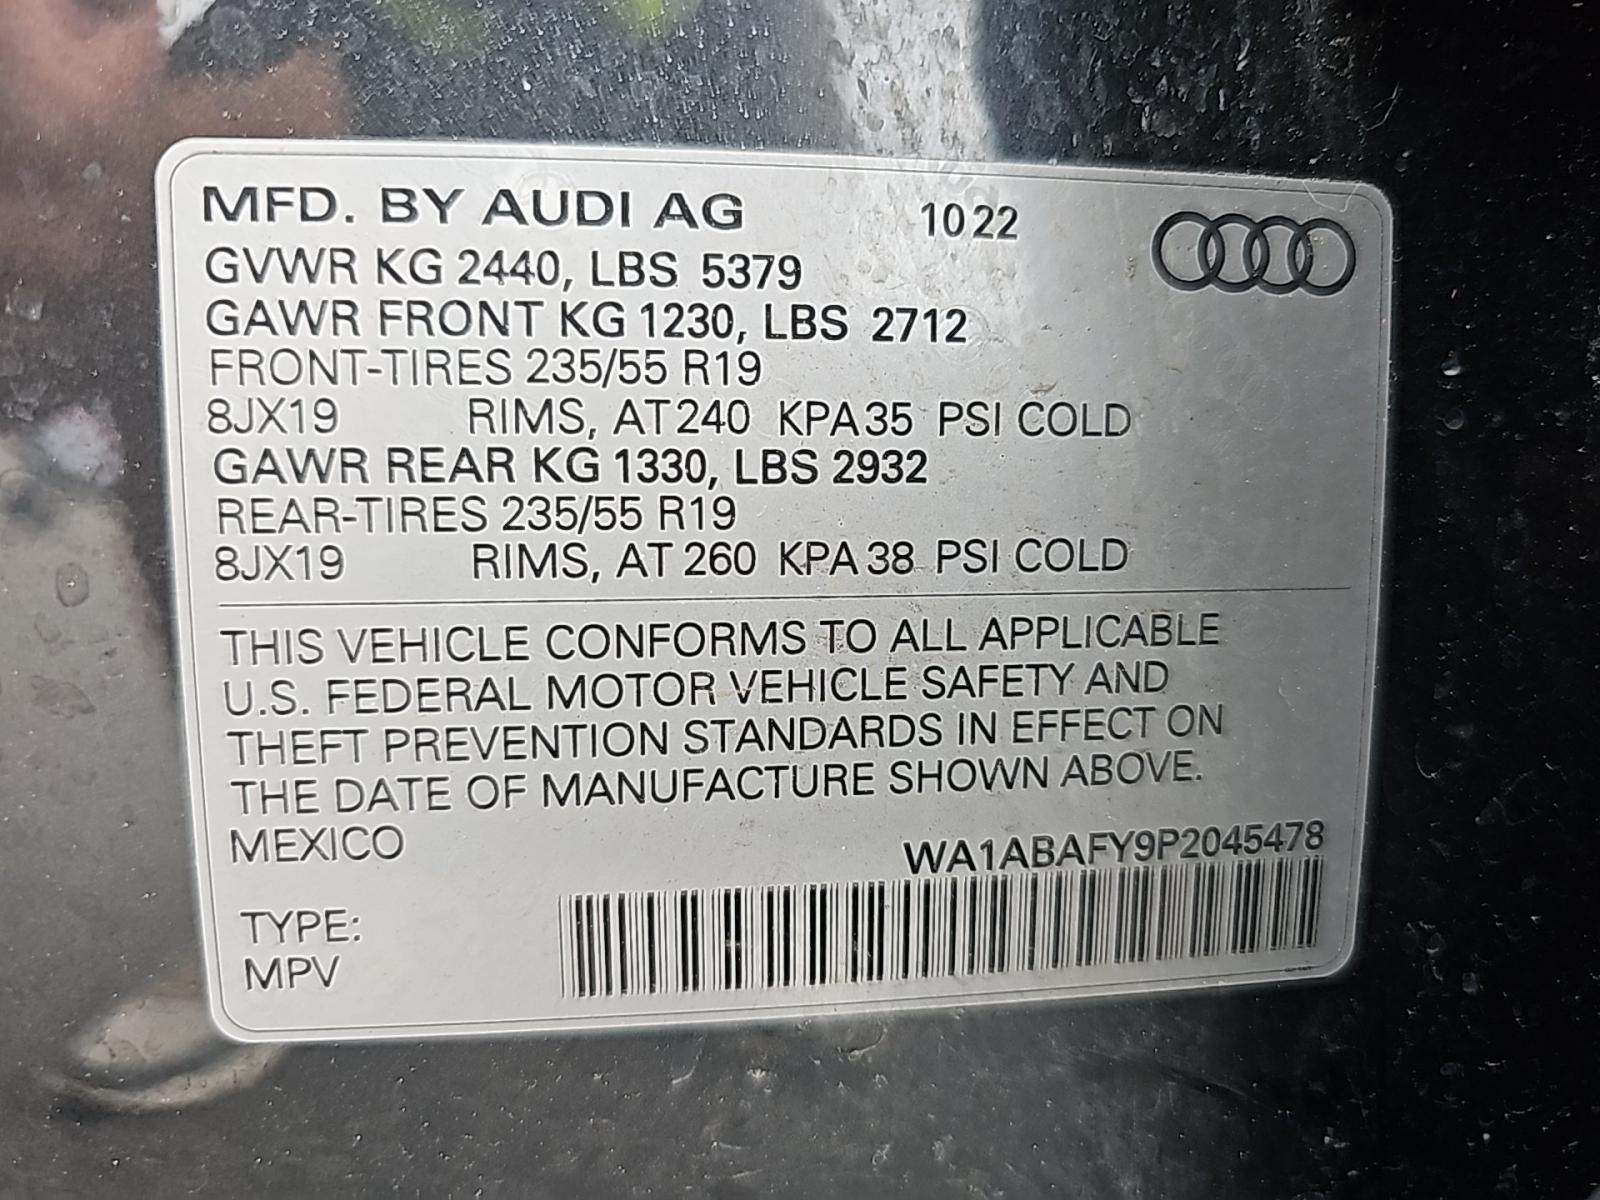 MFD. BY AUDI AG 1022
GVWR KG 2440, LBS 5379
GAWR FRONT KG 1230, LBS 2712
FRONT-TIRES 235/55 R19
8JX19 RIMS, AT 240 KPA 35 PSI COLD
GAWR REAR KG 1330, LBS 2932
REAR-TIRES 235/55 R19
8JX19 RIMS, AT 260 KPA 38 PSI COLD
THIS VEHICLE CONFORMS TO ALL APPLICABLE
U.S. FEDERAL MOTOR VEHICLE SAFETY AND
THEFT PREVENTION STANDARDS IN EFFECT ON
THE DATE OF MANUFACTURE SHOWN ABOVE.
MEXICO WA1ABAFY9P2045478
TYPE:
MPV